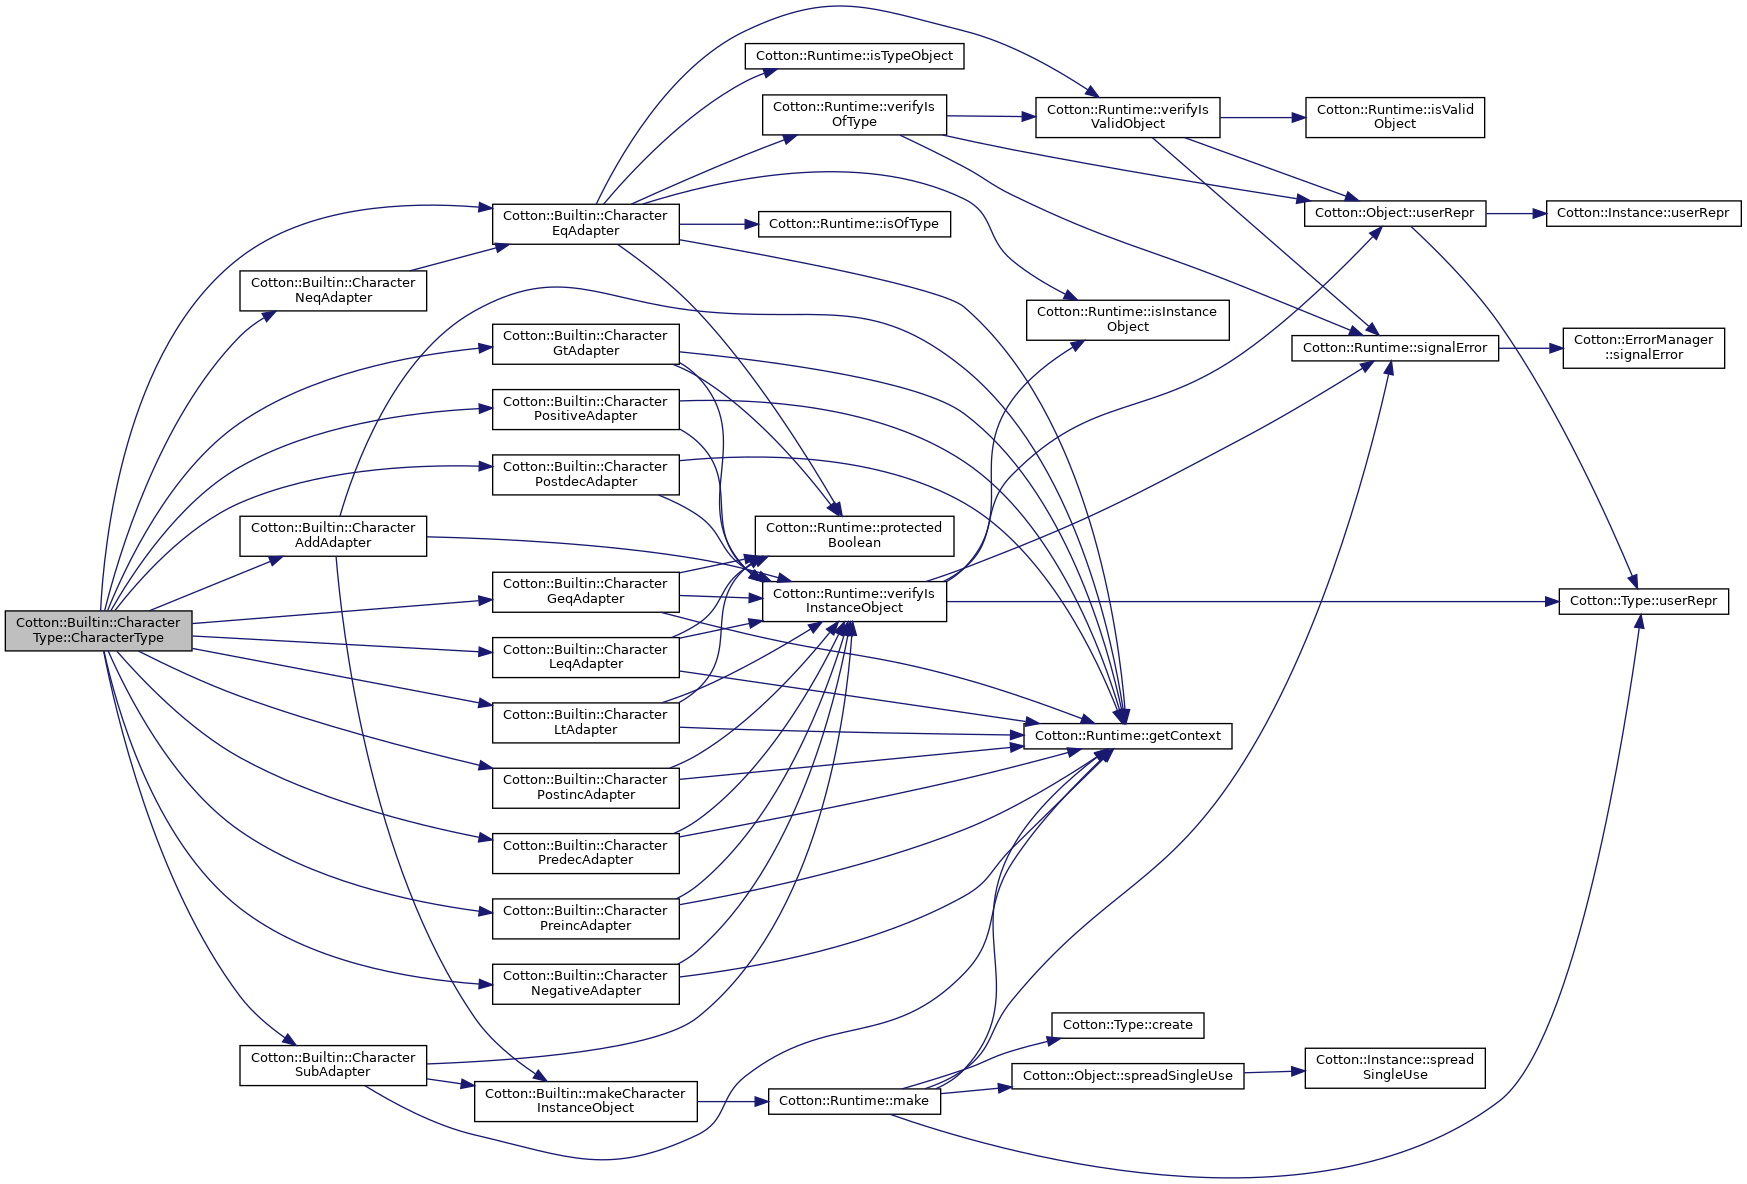 Cotton::Builtin::Character
Type::CharacterType
Cotton::Builtin::Character
NeqAdapter
Cotton::Builtin::Character
AddAdapter
Cotton::Builtin::Character
SubAdapter
Cotton::Builtin::Character
EqAdapter
Cotton::Builtin::Character
GtAdapter
Cotton::Builtin::Character
PositiveAdapter
Cotton::Builtin::Character
PostdecAdapter
Cotton::Builtin::Character
GeqAdapter
Cotton::Builtin::Character
LeqAdapter
Cotton::Builtin::Character
LtAdapter
Cotton::Builtin::Character
PostincAdapter
Cotton::Builtin::Character
PredecAdapter
Cotton::Builtin::Character
PreincAdapter
Cotton::Builtin::Character
NegativeAdapter
Cotton::Builtin::makeCharacter
InstanceObject
Cotton::Runtime::isTypeObject
Cotton::Runtime::verifyIs
OfType
Cotton::Runtime::isOfType
Cotton::Runtime::protected
Boolean
Cotton::Runtime::verifyIs
InstanceObject
Cotton::Runtime::make
Cotton::Runtime::verifyIs
ValidObject
Cotton::Runtime::isInstance
Object
Cotton::Runtime::getContext
Cotton::Type::create
Cotton::Object::spreadSingleUse
Cotton::Runtime::isValid
Object
Cotton::Object::userRepr
Cotton::Runtime::signalError
Cotton::Instance::spread
SingleUse
Cotton::Instance::userRepr
Cotton::ErrorManager
::signalError
Cotton::Type::userRepr